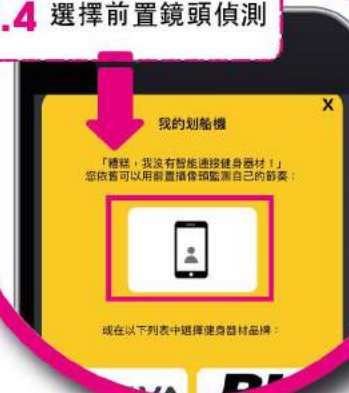 .4 選擇前置鏡頭偵測
X
我的划船機
「糟糕，我沒有智能連接健身器材！」
您依舊可以用前置攝像頭監測自己的節奏：
或在以下列表中選擇健身器材品牌：